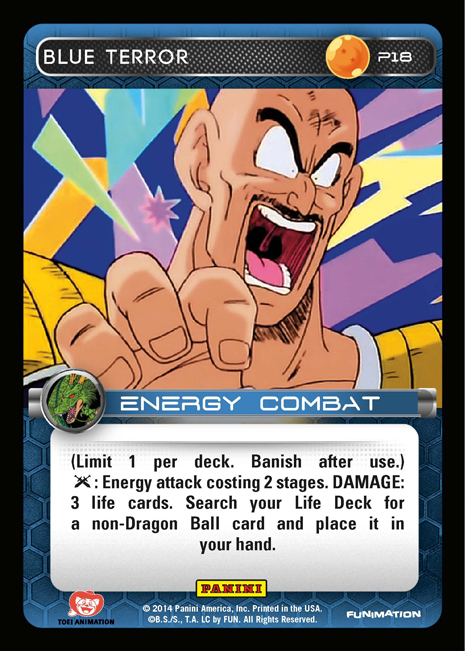 BLUE TERROR
P18
ENERGY COMBAT
(Limit 1 per deck. Banish after use.)
: Energy attack costing 2 stages. DAMAGE:
3 life cards. Search your Life Deck for
a non-Dragon Ball card and place it in
your hand.
PANINI
© 2014 Panini America, Inc. Printed in the USA.
©B.S./S., T.A. LC by FUN. All Rights Reserved.
TOEI ANIMATION
FUNIMATION